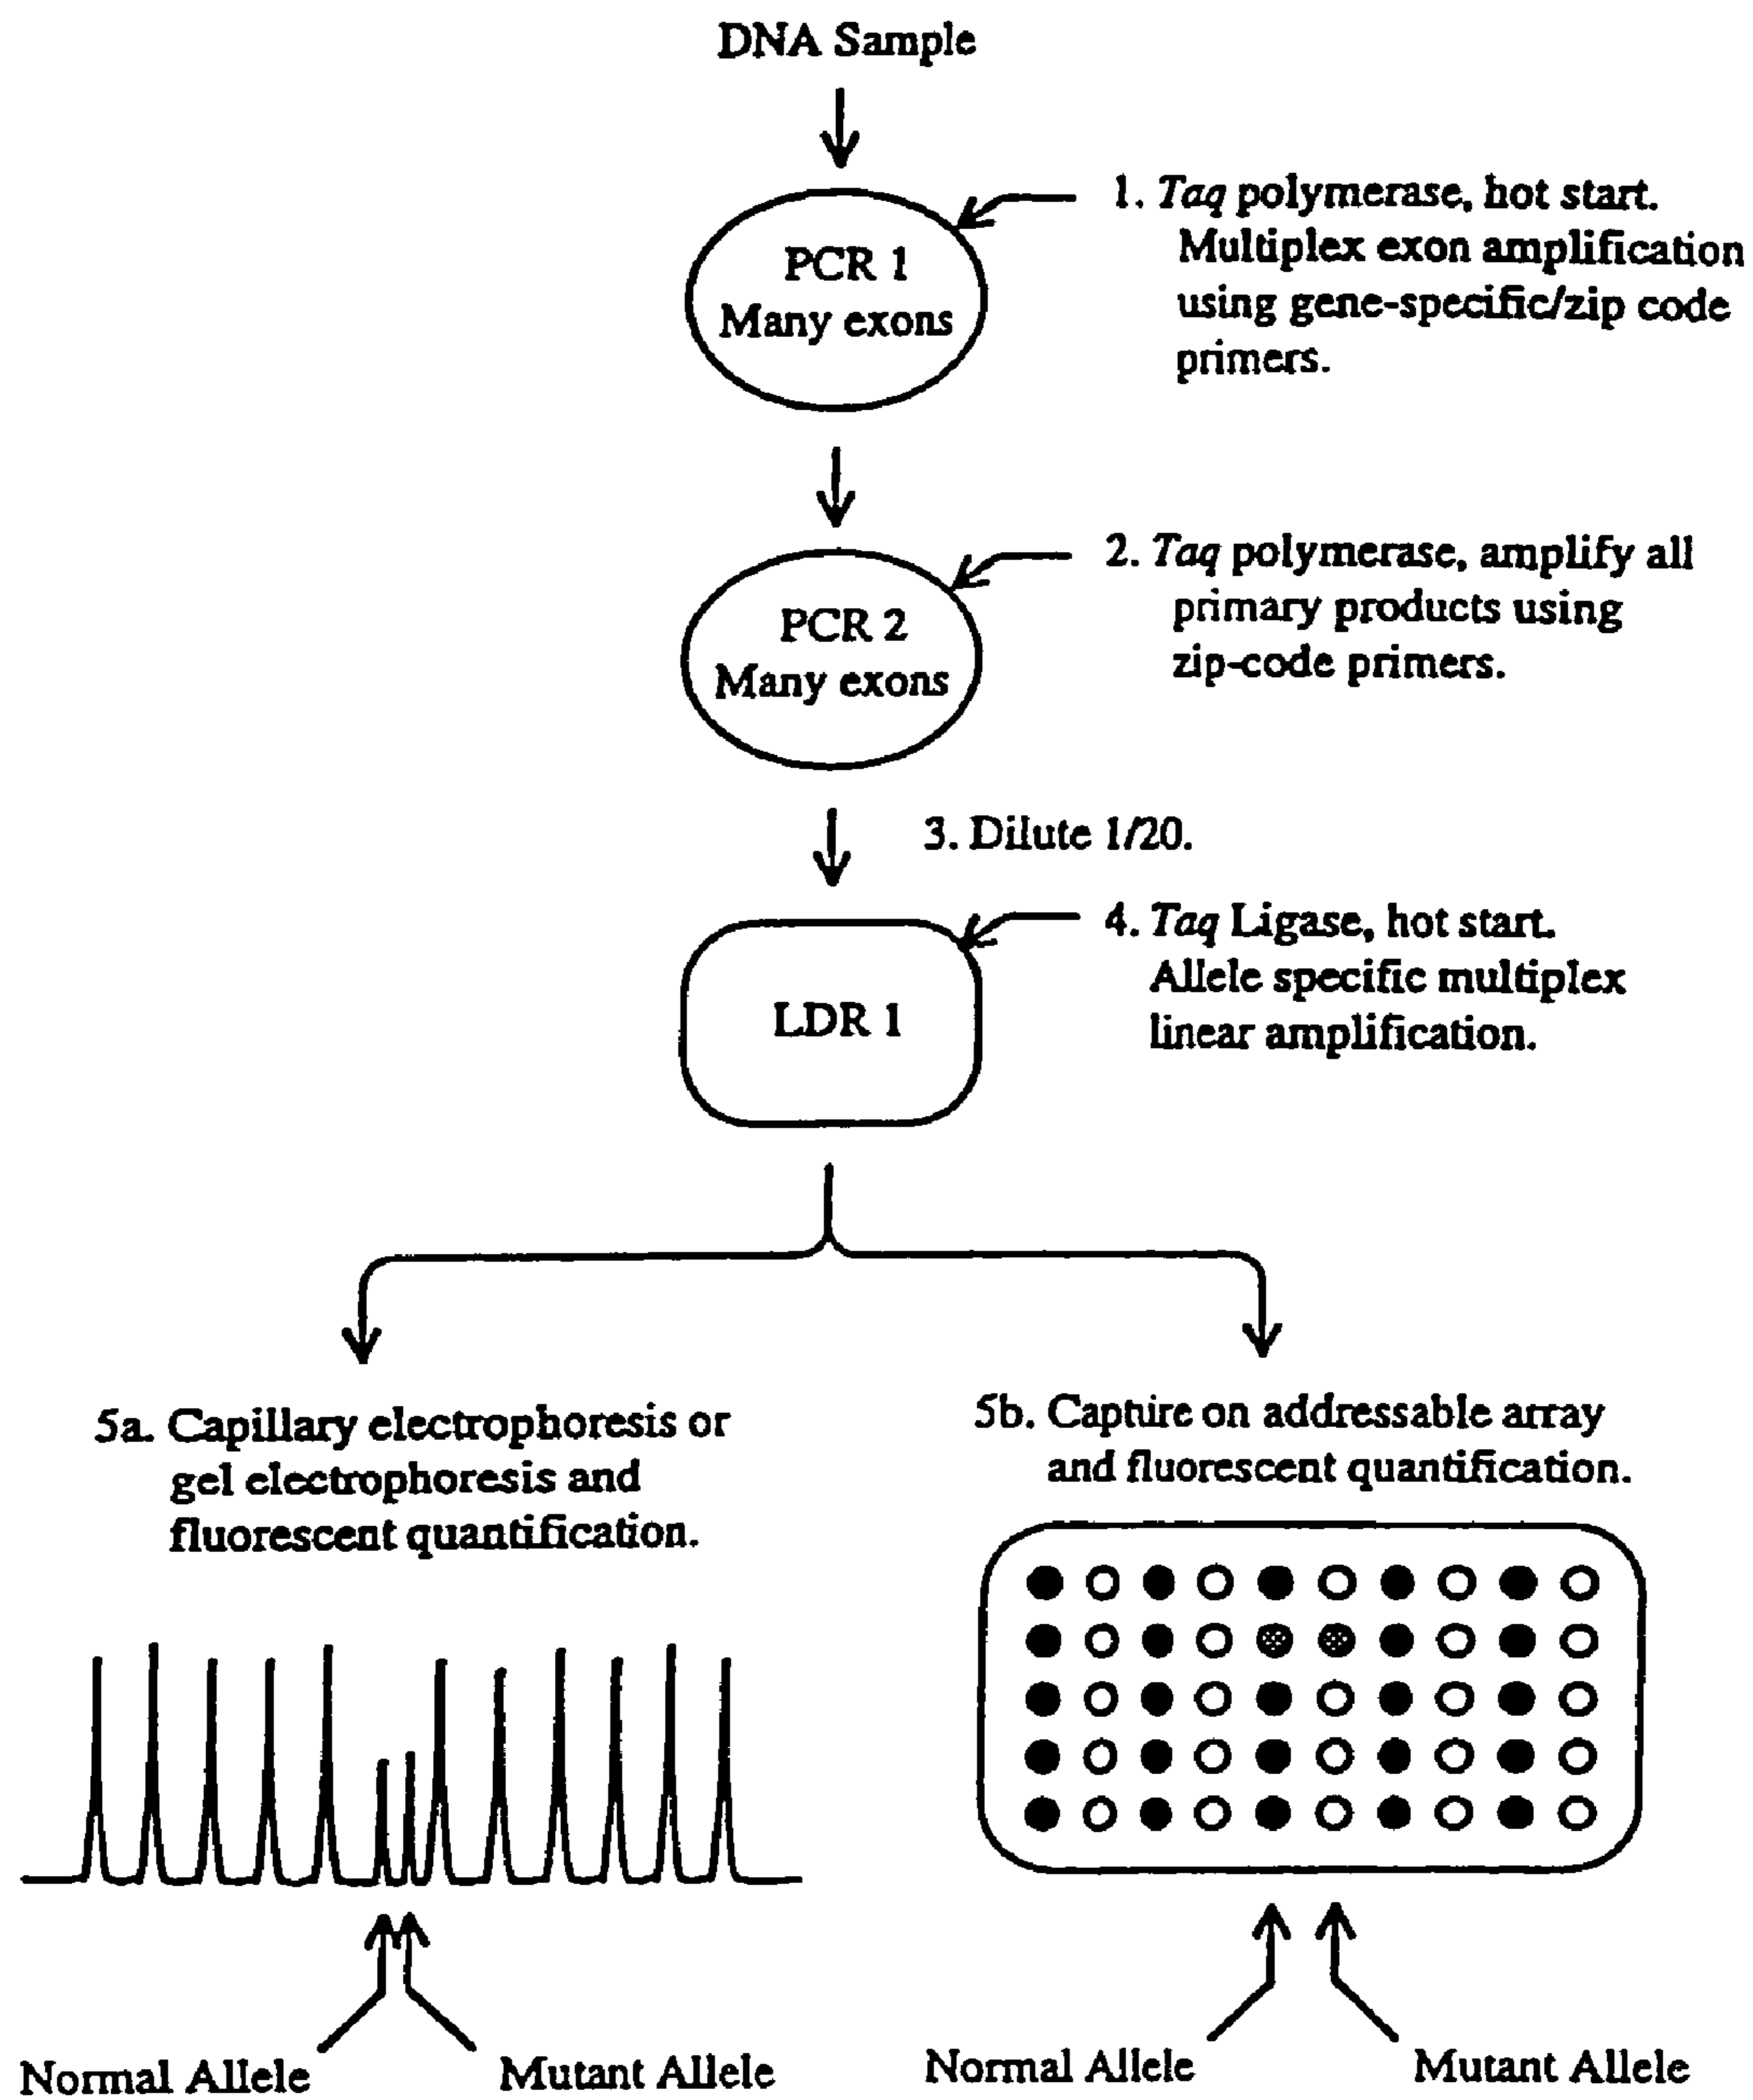 DNA Sample
PCR 1
Many exons
1. Taq polymerase, hot start.
Multiplex exon amplification
using gene-specific/zip code
primers.
PCR 2
Many exons
2. Taq polymerase, amplify all
primary products using
zip-code primers.
3. Dilute 1/20.
LDR 1
4. Taq Ligase, hot start.
Allele specific multiplex
linear amplification.
5a. Capillary electrophoresis or
gel electrophoresis and
fluorescent quantification.
5b. Capture on addressable array
and fluorescent quantification.
Normal Allele
Mutant Allele
Normal Allele
Mutant Allele